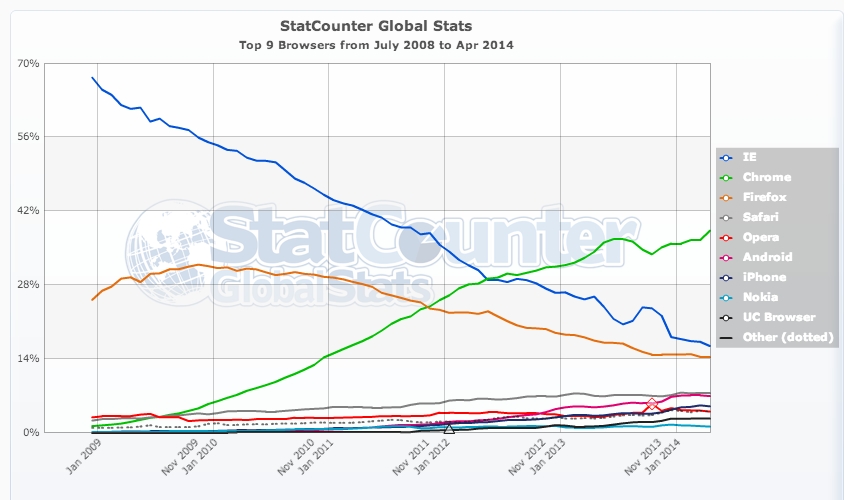 StatCounter Global Stats
Top 9 Browsers from July 2008 to Apr 2014
70%
56%
42%
28%
14%
0%
StatCounter
GlobalStats
IE
Chrome
Firefox
Safari
Opera
Android
iPhone
Nokia
UC Browser
Other (dotted)
Jan 2009
Nov 2009
Jan 2010
Nov 2010
Jan 2011
Nov 2011
Jan 2012
Nov 2012
Jan 2013
Nov 2013
Jan 2014